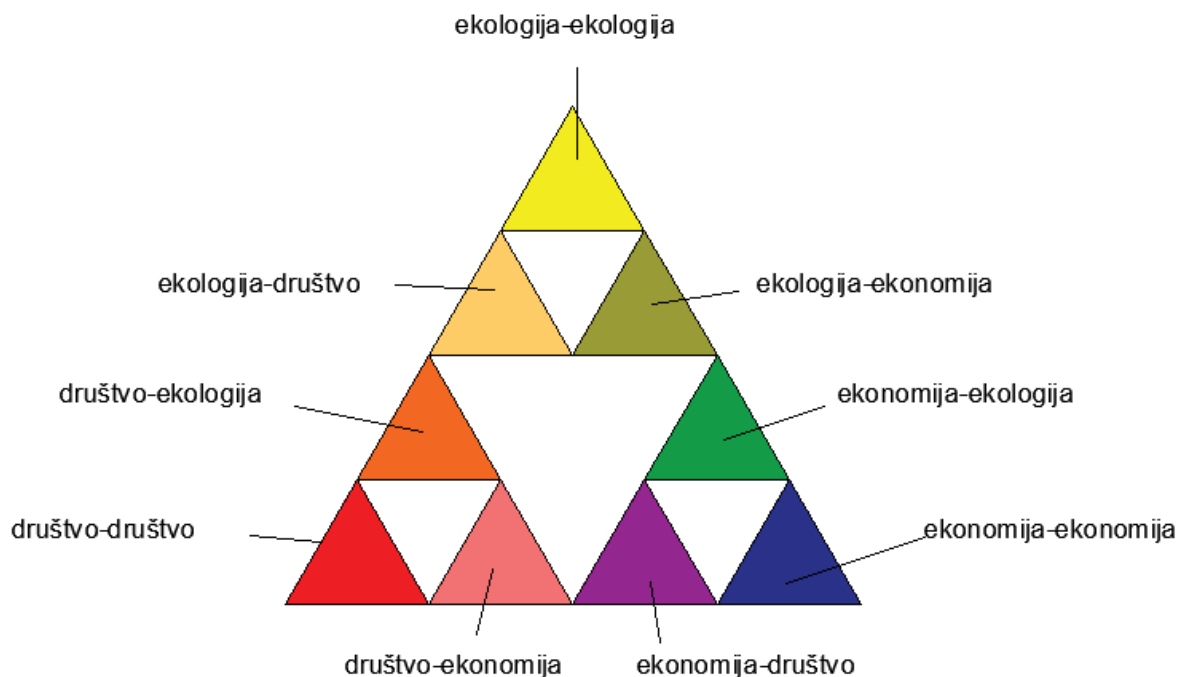 ekologija-ekologija
ekologija-društvo
ekologija-ekonomija
društvo-ekologija
ekonomija-ekologija
društvo-društvo
ekonomija-ekonomija
društvo-ekonomija
ekonomija-društvo